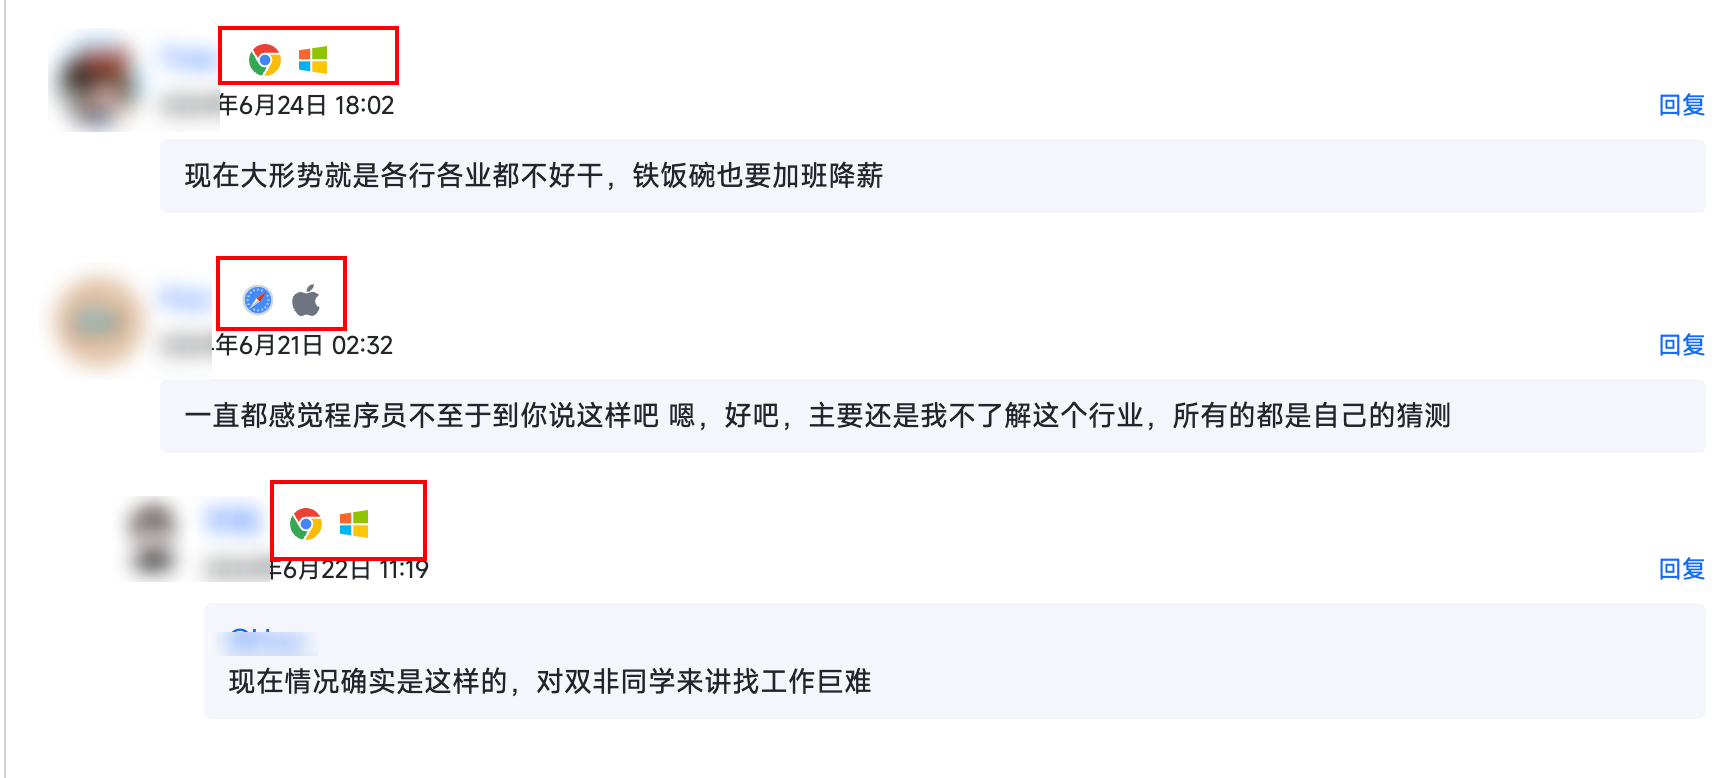 年6月24日 18:02
回复
现在大形势就是各行各业都不好干，铁饭碗也要加班降薪
年6月21日 02:32
回复
一直都感觉程序员不至于到你说这样吧 嗯，好吧，主要还是我不了解这个行业，所有的都是自己的猜测
年6月22日 11:19
回复
现在情况确实是这样的，对双非同学来讲找工作巨难